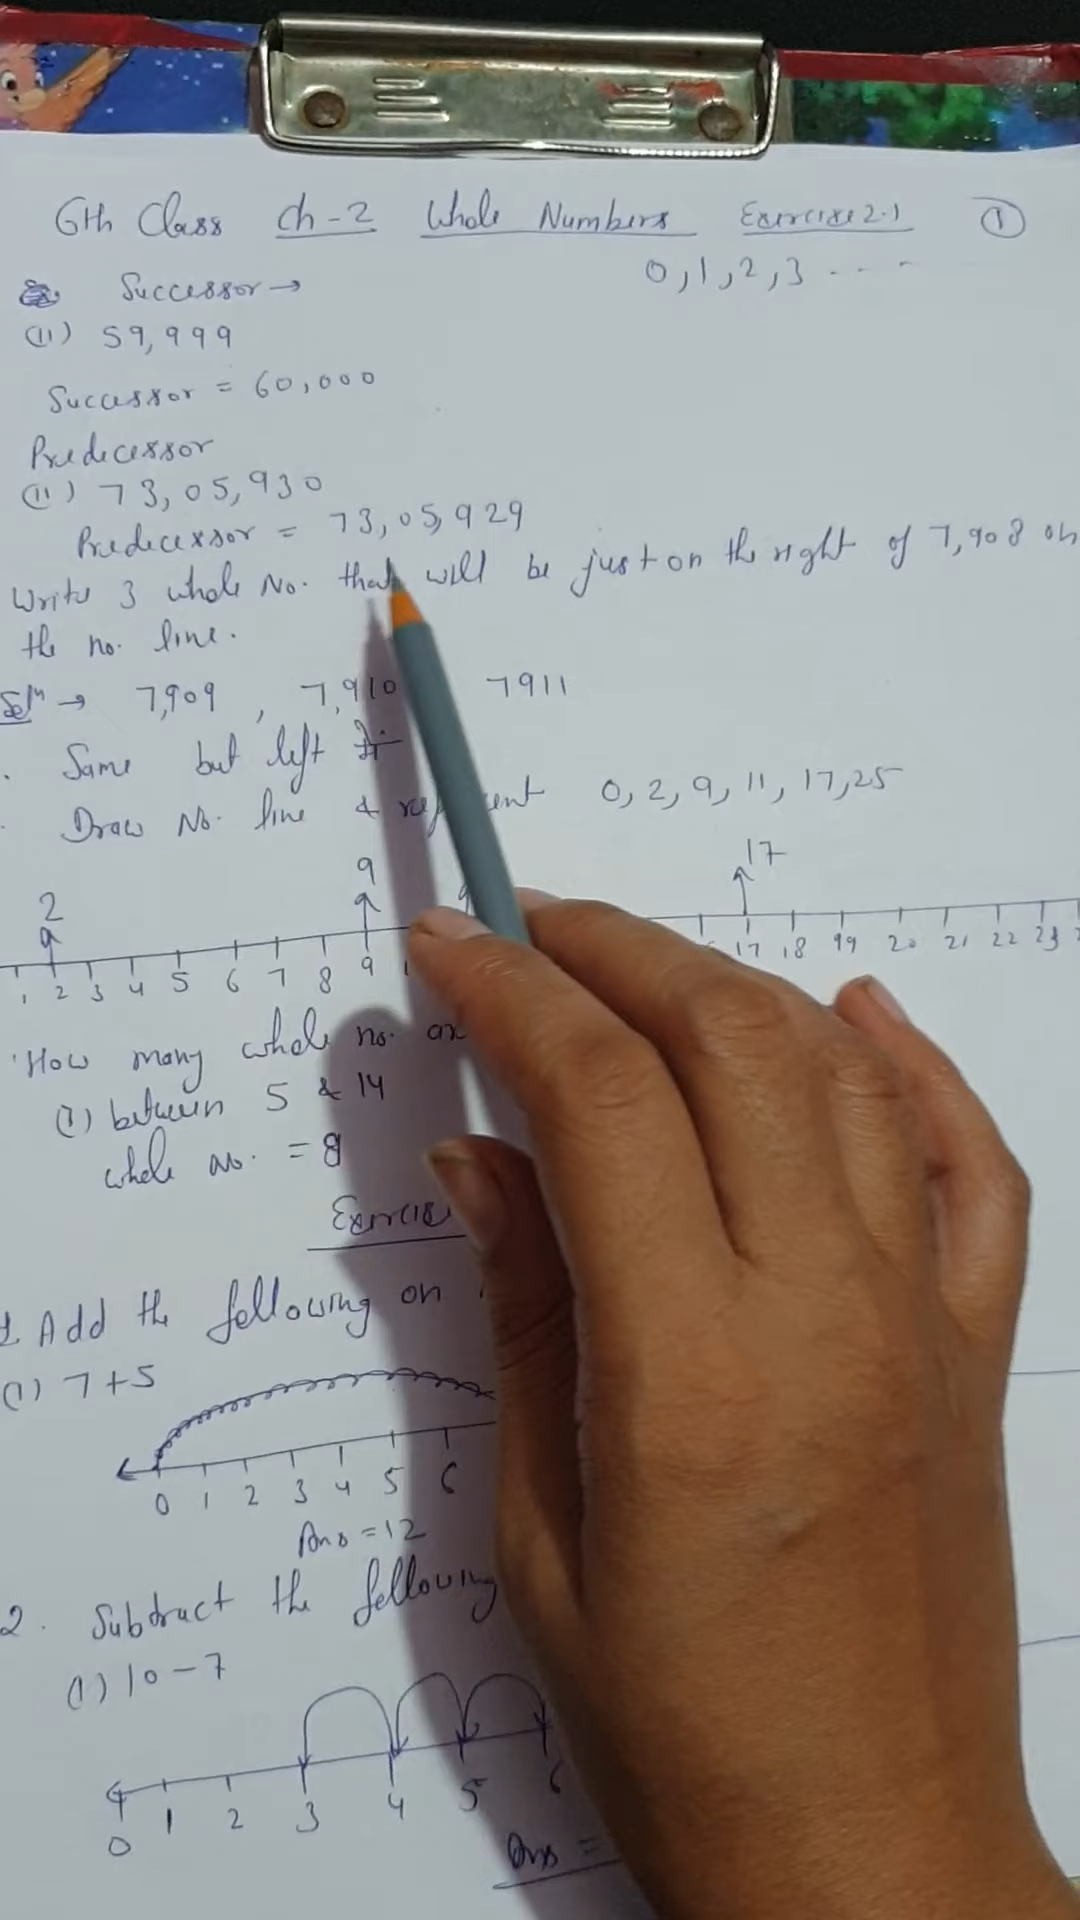 6th Class Ch-2 Whole Numbers Exercise 2.1 1
0, 1, 2, 3 ....
Successor →
(11) 59,999
Successor = 60,000
Predecessor
(11) 73,05,930
Predecessor = 73,05,929
Write 3 whole No. that will be just on the right of 7,908 on
the no. line.
Solⁿ → 7,909 , 7,910 7911
Same but left
Draw No. line & 0, 2, 9, 11, 17, 25
2 9 17
1 2 3 4 5 6 7 8 9 17 18 19 20 21 22 23
How many whole no.
(1) between 5 & 14
whole no. = 8
Add the following on
(1) 7+5
0 1 2 3 4 5 6
Ans = 12
2. Subtract the following
(1) 10-7
0 1 2 3 4 5 6
Ans =